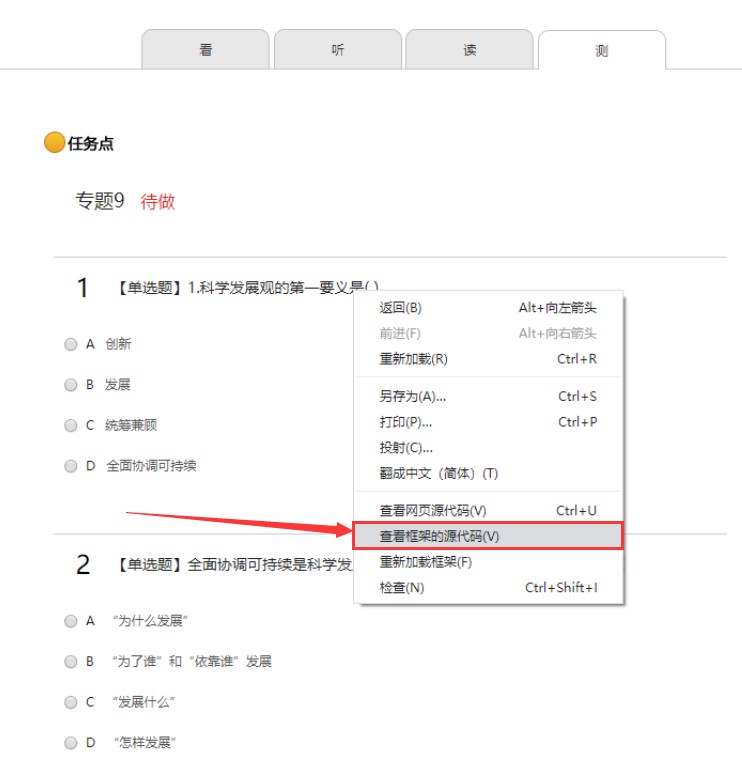 看 听 读 测
任务点
专题9 待做
1 【单选题】1.科学发展观的第一要义是( )
A 创新
B 发展
C 统筹兼顾
D 全面协调可持续
返回(B) Alt+向左箭头
前进(F) Alt+向右箭头
重新加载(R) Ctrl+R
另存为(A)... Ctrl+S
打印(P)... Ctrl+P
投射(C)...
翻成中文（简体）(T)
查看网页源代码(V) Ctrl+U
查看框架的源代码(V)
重新加载框架(F)
检查(N) Ctrl+Shift+I
2 【单选题】全面协调可持续是科学发
A “为什么发展”
B “为了谁”和“依靠谁”发展
C “发展什么”
D “怎样发展”